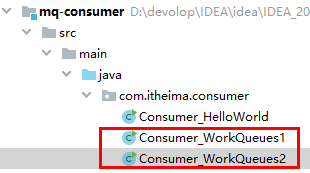 mq-consumer D:\devolop\IDEA\idea\IDEA_20
src
main
java
com.itheima.consumer
Consumer_HelloWorld
Consumer_WorkQueues1
Consumer_WorkQueues2